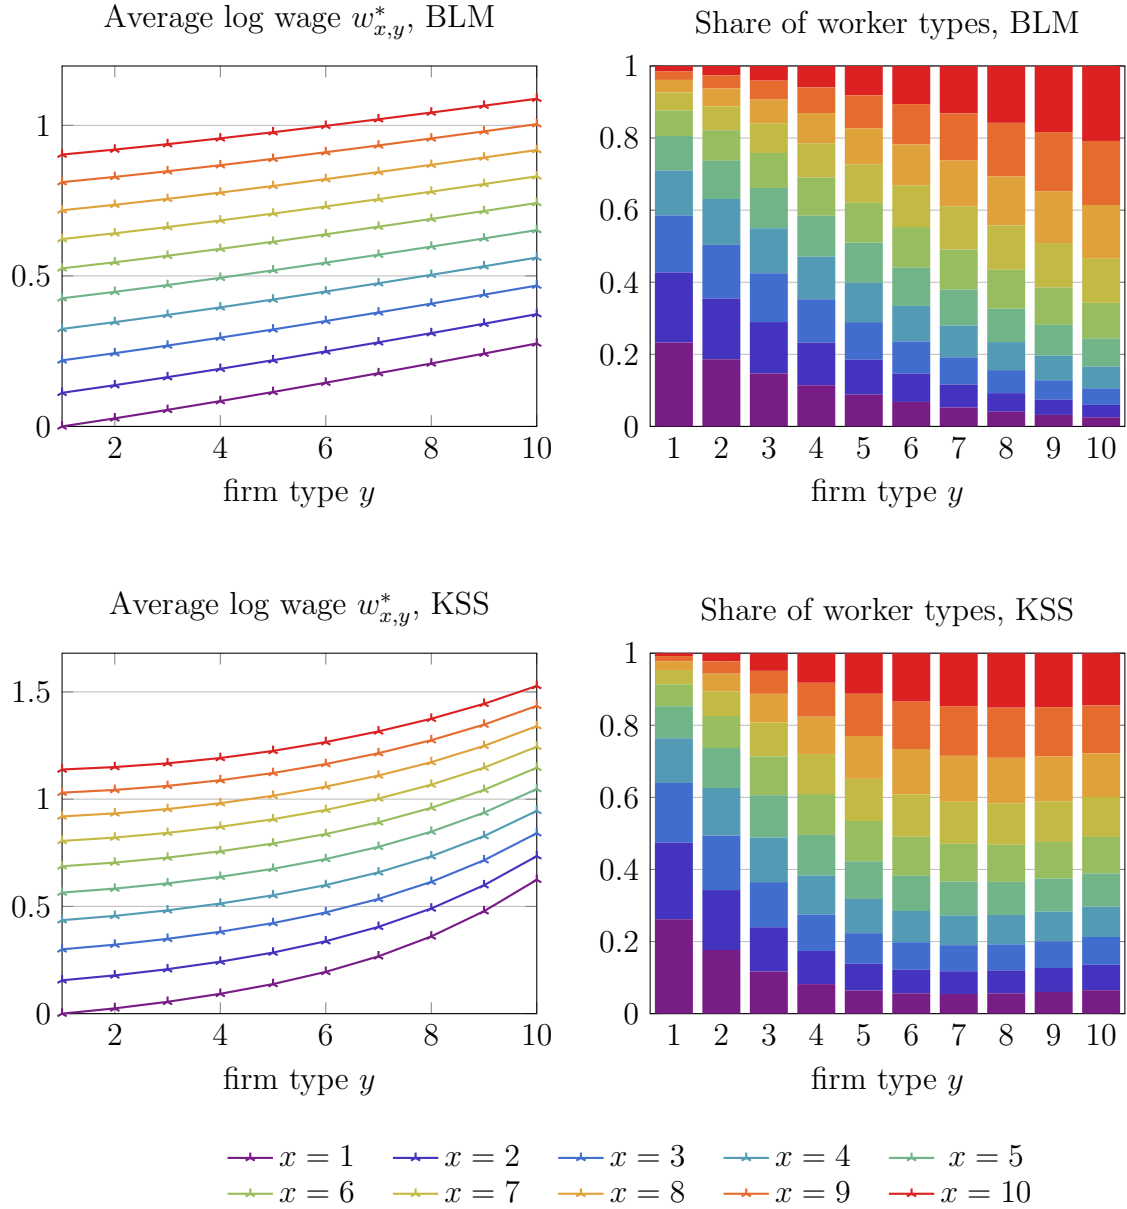 Average log wage $w^*_{x,y}$, BLM
1
0.5
0
2 4 6 8 10
firm type y
Share of worker types, BLM
1
0.8
0.6
0.4
0.2
0
1 2 3 4 5 6 7 8 9 10
firm type y
Average log wage $w^*_{x,y}$, KSS
1.5
1
0.5
0
2 4 6 8 10
firm type y
Share of worker types, KSS
1
0.8
0.6
0.4
0.2
0
1 2 3 4 5 6 7 8 9 10
firm type y
x = 1 x = 2 x = 3 x = 4 x = 5
x = 6 x = 7 x = 8 x = 9 x = 10